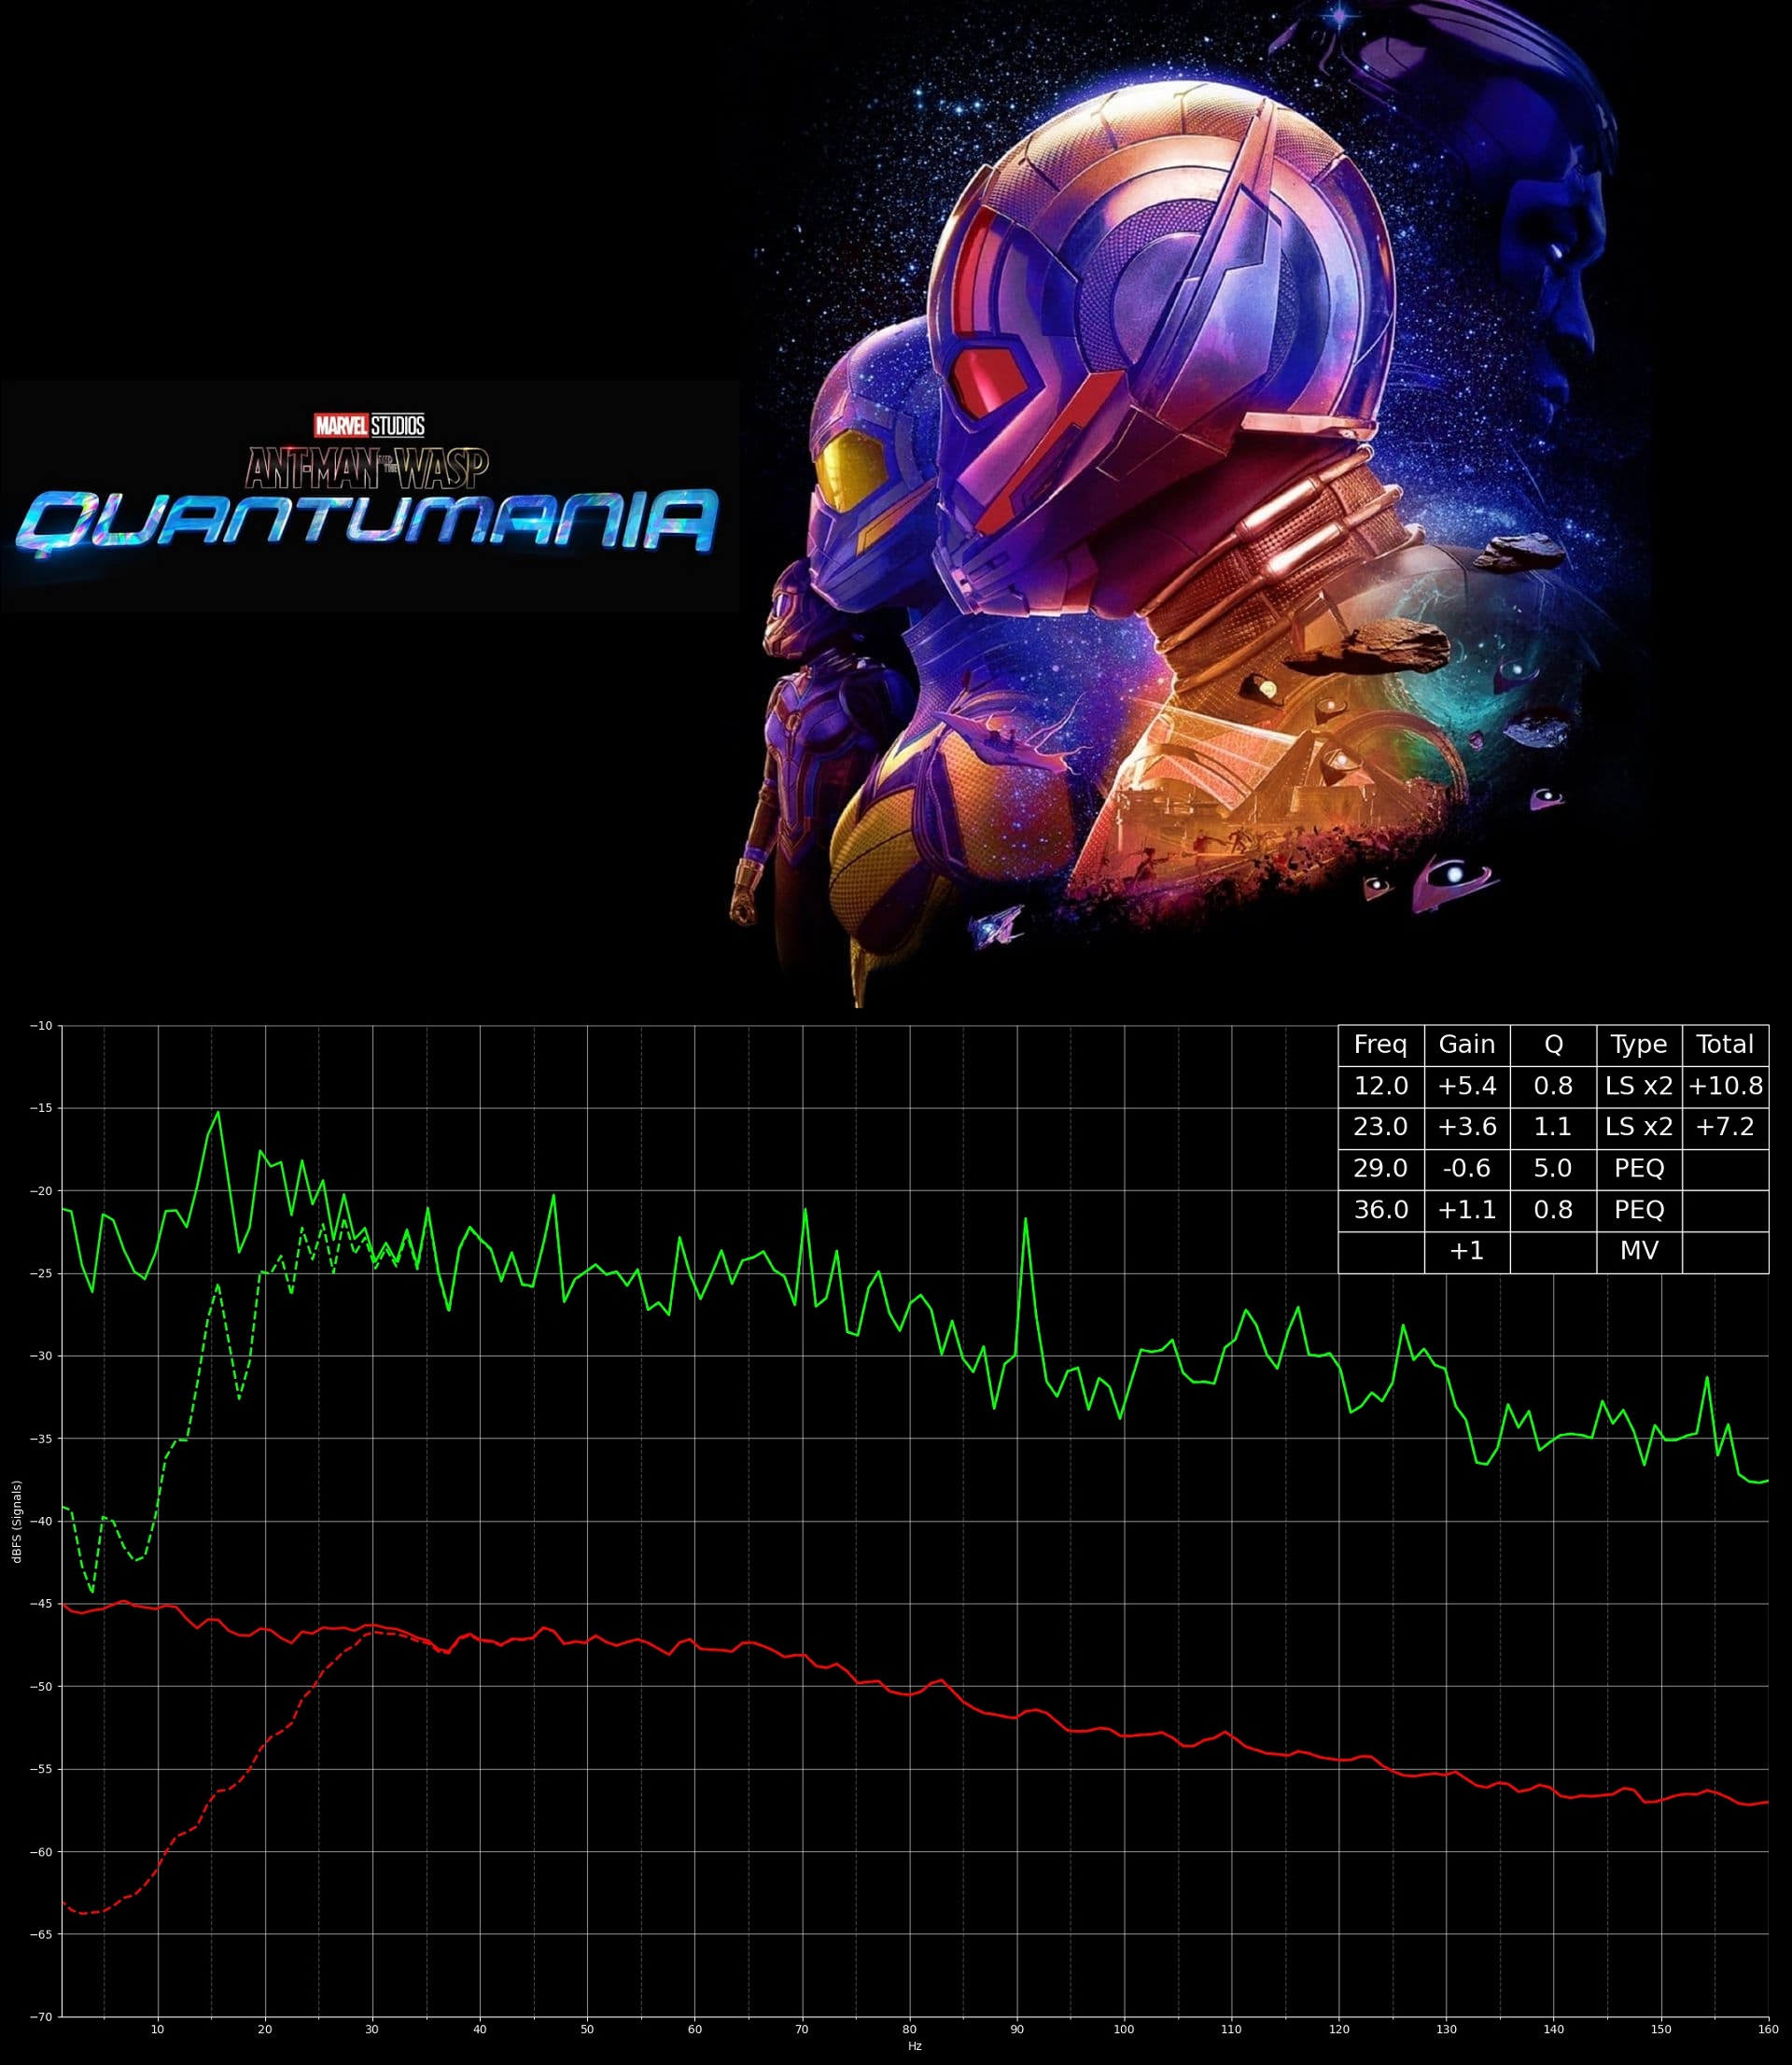 MARVEL STUDIOS
ANT-MAN AND THE WASP
QUANTUMANIA
Freq Gain Q Type Total
12.0 +5.4 0.8 LS x2 +10.8
23.0 +3.6 1.1 LS x2 +7.2
29.0 -0.6 5.0 PEQ
36.0 +1.1 0.8 PEQ
+1 MV
−10
−15
−20
−25
−30
−35
−40
−45
−50
−55
−60
−65
−70
dBFS (Signals)
10 20 30 40 50 60 70 80 90 100 110 120 130 140 150 160
Hz